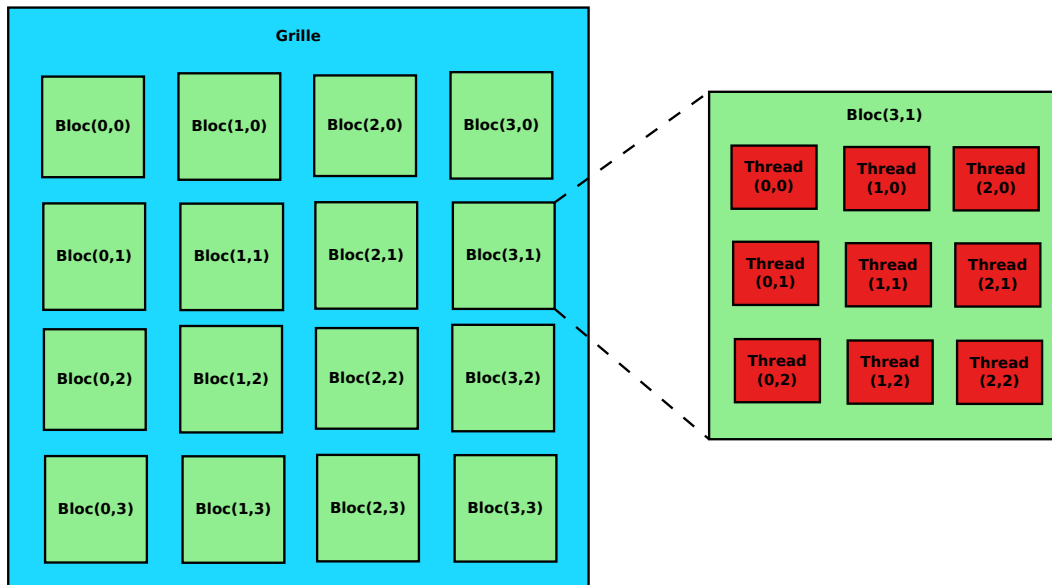 Grille
Bloc(0,0) Bloc(1,0) Bloc(2,0) Bloc(3,0)
Bloc(0,1) Bloc(1,1) Bloc(2,1) Bloc(3,1)
Bloc(0,2) Bloc(1,2) Bloc(2,2) Bloc(3,2)
Bloc(0,3) Bloc(1,3) Bloc(2,3) Bloc(3,3)
Bloc(3,1)
Thread Thread Thread
(0,0) (1,0) (2,0)
Thread Thread Thread
(0,1) (1,1) (2,1)
Thread Thread Thread
(0,2) (1,2) (2,2)